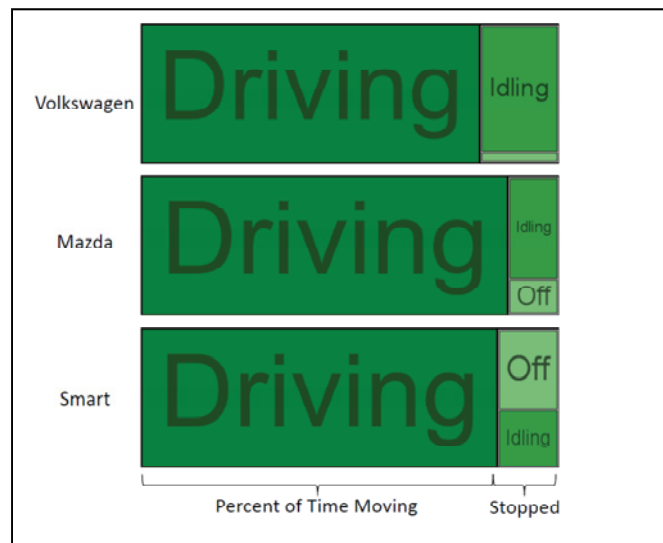 Volkswagen
Driving
Idling
Mazda
Driving
Idling
Off
Smart
Driving
Off
Idling
Percent of Time Moving
Stopped